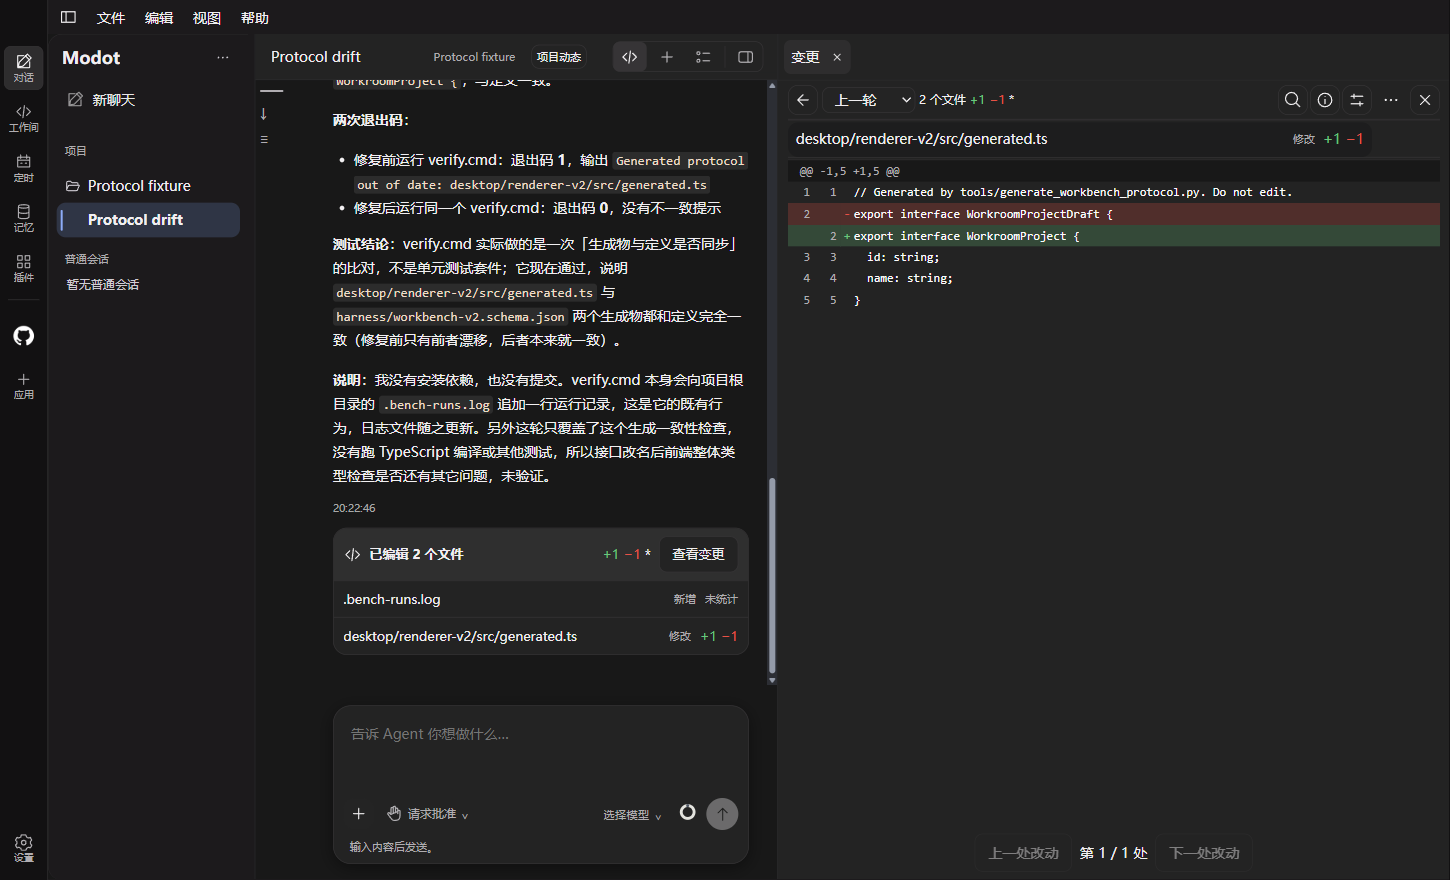 文件 编辑 视图 帮助
对话
工作间
定时
记忆
插件
应用
设置
Modot
新聊天
项目
Protocol fixture
Protocol drift
普通会话
暂无普通会话
Protocol drift Protocol fixture 项目动态
WorkroomProject {，与定义一致。
两次退出码：
• 修复前运行 verify.cmd：退出码 1，输出 Generated protocol
out of date: desktop/renderer-v2/src/generated.ts
• 修复后运行同一个 verify.cmd：退出码 0，没有不一致提示
测试结论：verify.cmd 实际做的是一次「生成物与定义是否同步」
的比对，不是单元测试套件；它现在通过，说明
desktop/renderer-v2/src/generated.ts 与
harness/workbench-v2.schema.json 两个生成物都和定义完全一
致（修复前只有前者漂移，后者本来就一致）。
说明：我没有安装依赖，也没有提交。verify.cmd 本身会向项目根
目录的 .bench-runs.log 追加一行运行记录，这是它的既有行
为，日志文件随之更新。另外这轮只覆盖了这个生成一致性检查，
没有跑 TypeScript 编译或其他测试，所以接口改名后前端整体类
型检查是否还有其它问题，未验证。
20:22:46
已编辑 2 个文件 +1 −1 * 查看变更
.bench-runs.log 新增 未统计
desktop/renderer-v2/src/generated.ts 修改 +1 −1
告诉 Agent 你想做什么...
请求批准 选择模型
输入内容后发送。
变更
上一轮 2 个文件 +1 −1 *
desktop/renderer-v2/src/generated.ts 修改 +1 −1
@@ -1,5 +1,5 @@
1 1 // Generated by tools/generate_workbench_protocol.py. Do not edit.
2 - export interface WorkroomProjectDraft {
2 + export interface WorkroomProject {
3 3 id: string;
4 4 name: string;
5 5 }
上一处改动 第 1 / 1 处 下一处改动